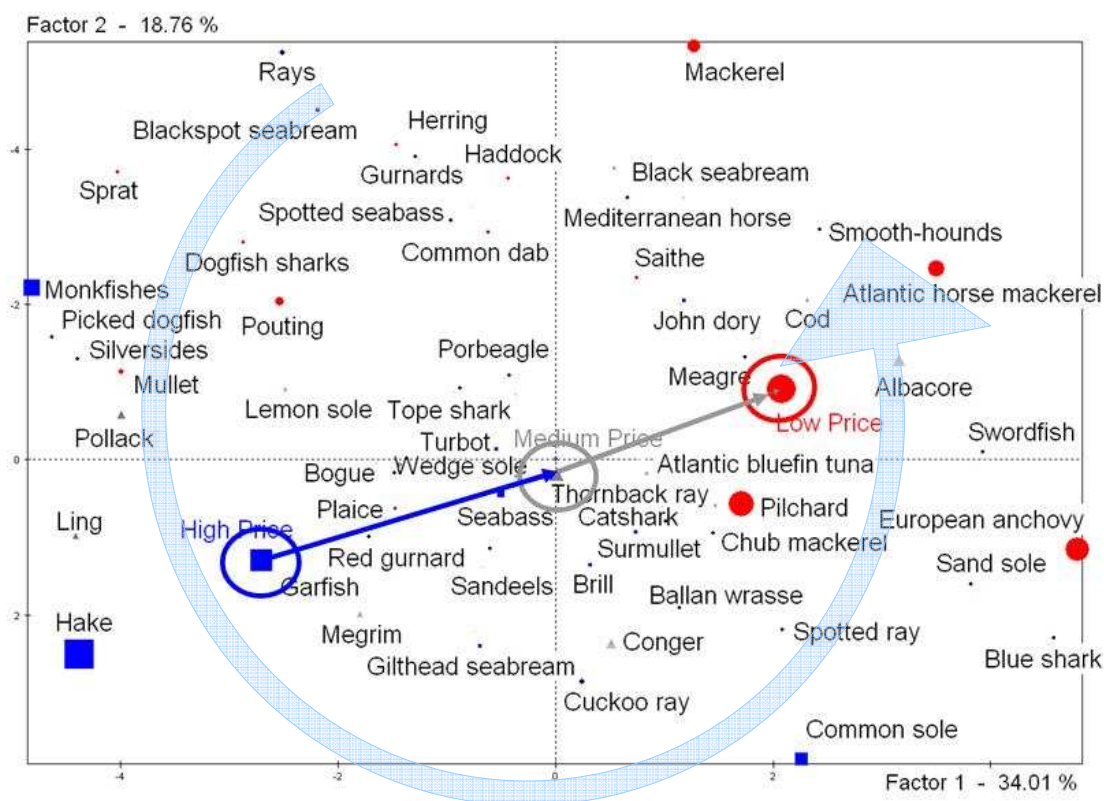 Factor 2 - 18.76 %
Rays
Mackerel
Blackspot seabream
Herring
Haddock
Gurnards
Black seabream
Sprat
Spotted seabass
Mediterranean horse
Smooth-hounds
Common dab
Saithe
Dogfish sharks
Monkfishes
Atlantic horse mackerel
Picked dogfish
Pouting
John dory
Cod
Silversides
Porbeagle
Mullet
Meagre
Albacore
Lemon sole
Tope shark
Low Price
Pollack
Turbot
Medium Price
Swordfish
Bogue
Wedge sole
Atlantic bluefin tuna
Thornback ray
Plaice
Seabass
Catshark
Pilchard
European anchovy
Ling
High Price
Red gurnard
Surmullet
Chub mackerel
Sand sole
Garfish
Sandeels
Brill
Ballan wrasse
Hake
Megrim
Conger
Spotted ray
Gilthead seabream
Blue shark
Cuckoo ray
Common sole
-4
-2
0
2
-4
-2
0
2
Factor 1 - 34.01 %